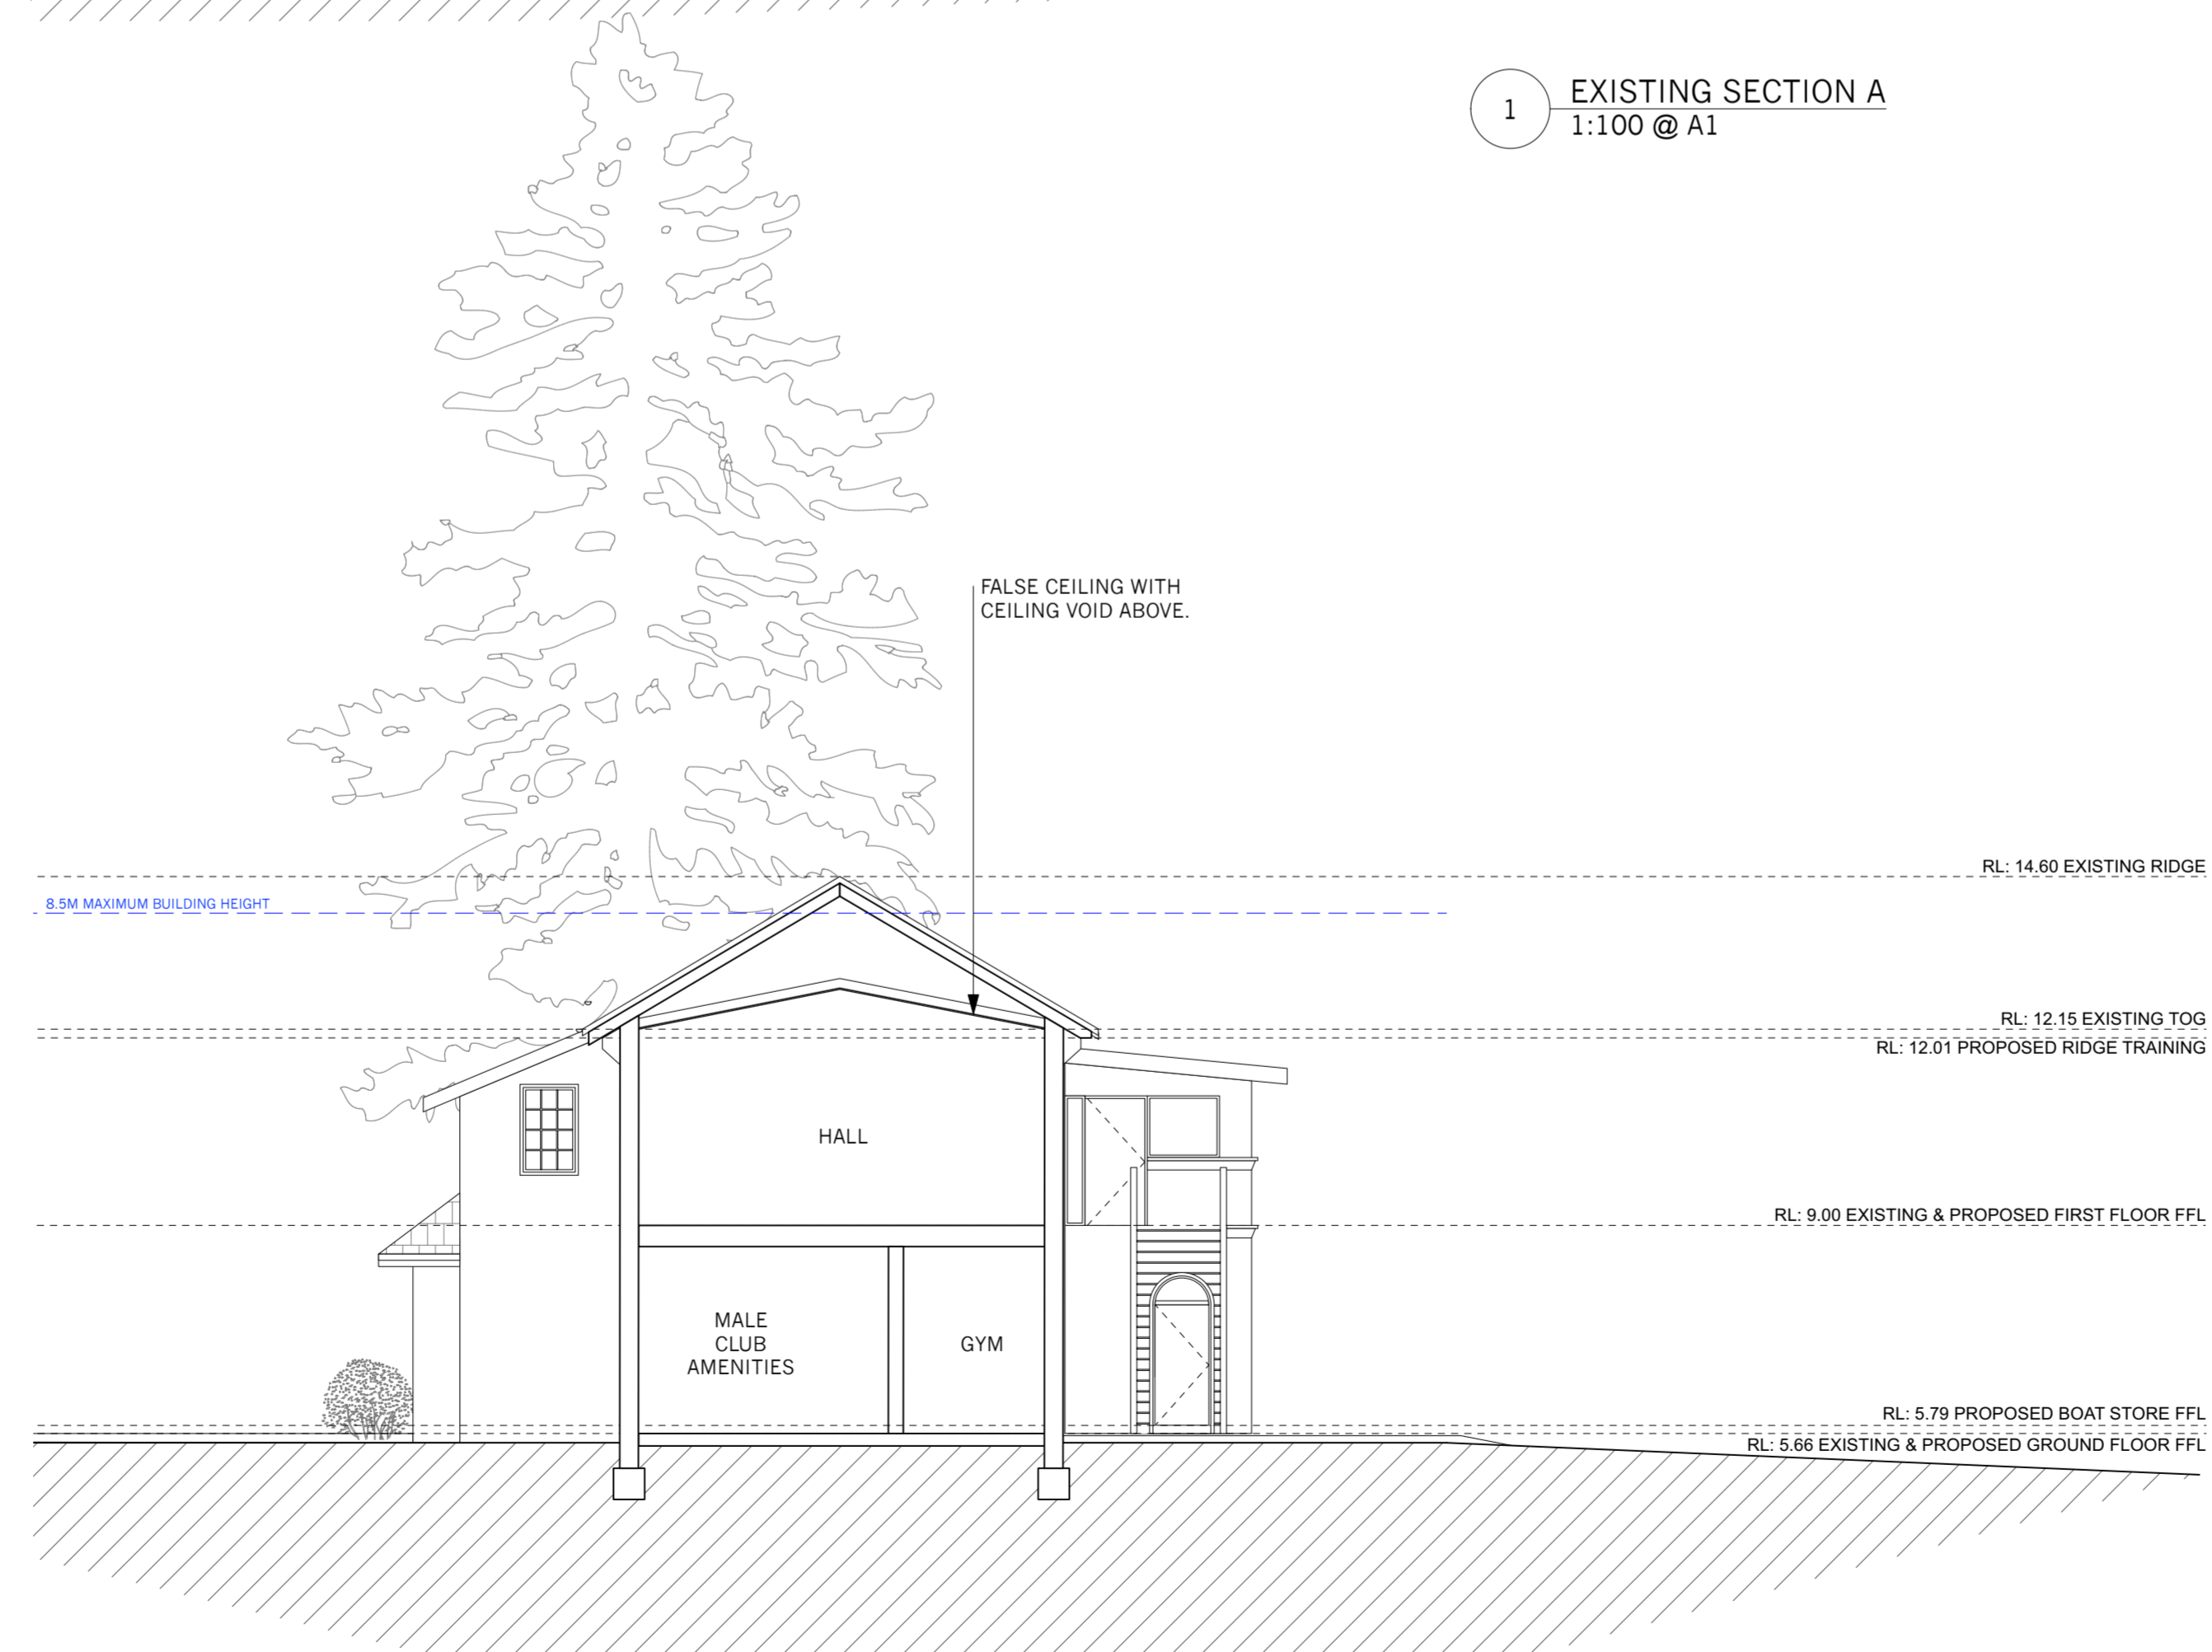 1
EXISTING SECTION A
1:100 @ A1
FALSE CEILING WITH
CEILING VOID ABOVE.
RL: 14.60 EXISTING RIDGE
8.5M MAXIMUM BUILDING HEIGHT
RL: 12.15 EXISTING TOG
RL: 12.01 PROPOSED RIDGE TRAINING
HALL
RL: 9.00 EXISTING & PROPOSED FIRST FLOOR FFL
MALE
CLUB
AMENITIES
GYM
RL: 5.79 PROPOSED BOAT STORE FFL
RL: 5.66 EXISTING & PROPOSED GROUND FLOOR FFL